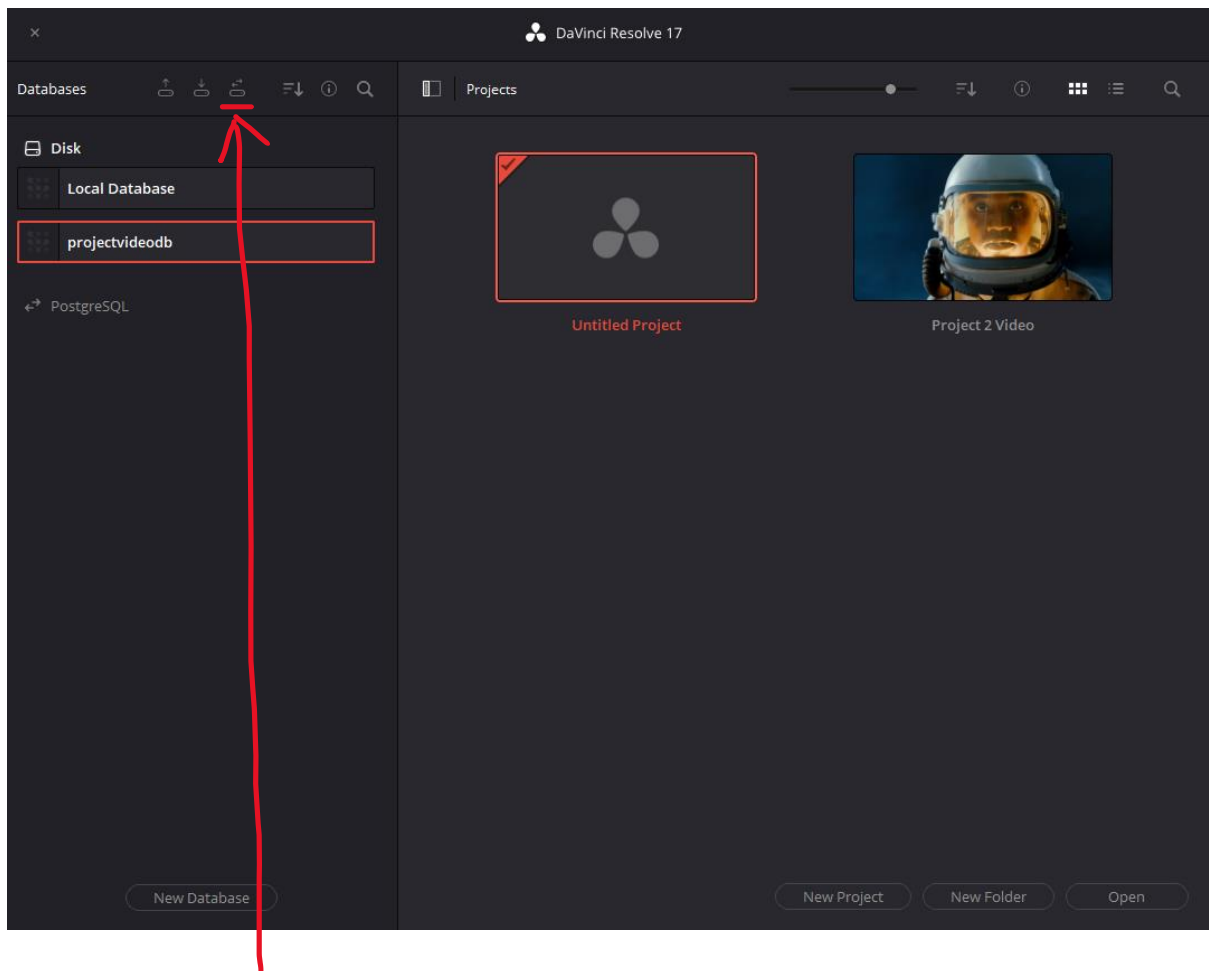 DaVinci Resolve 17
Databases
Projects
Disk
Local Database
projectvideodb
PostgreSQL
Untitled Project
Project 2 Video
New Database
New Project
New Folder
Open